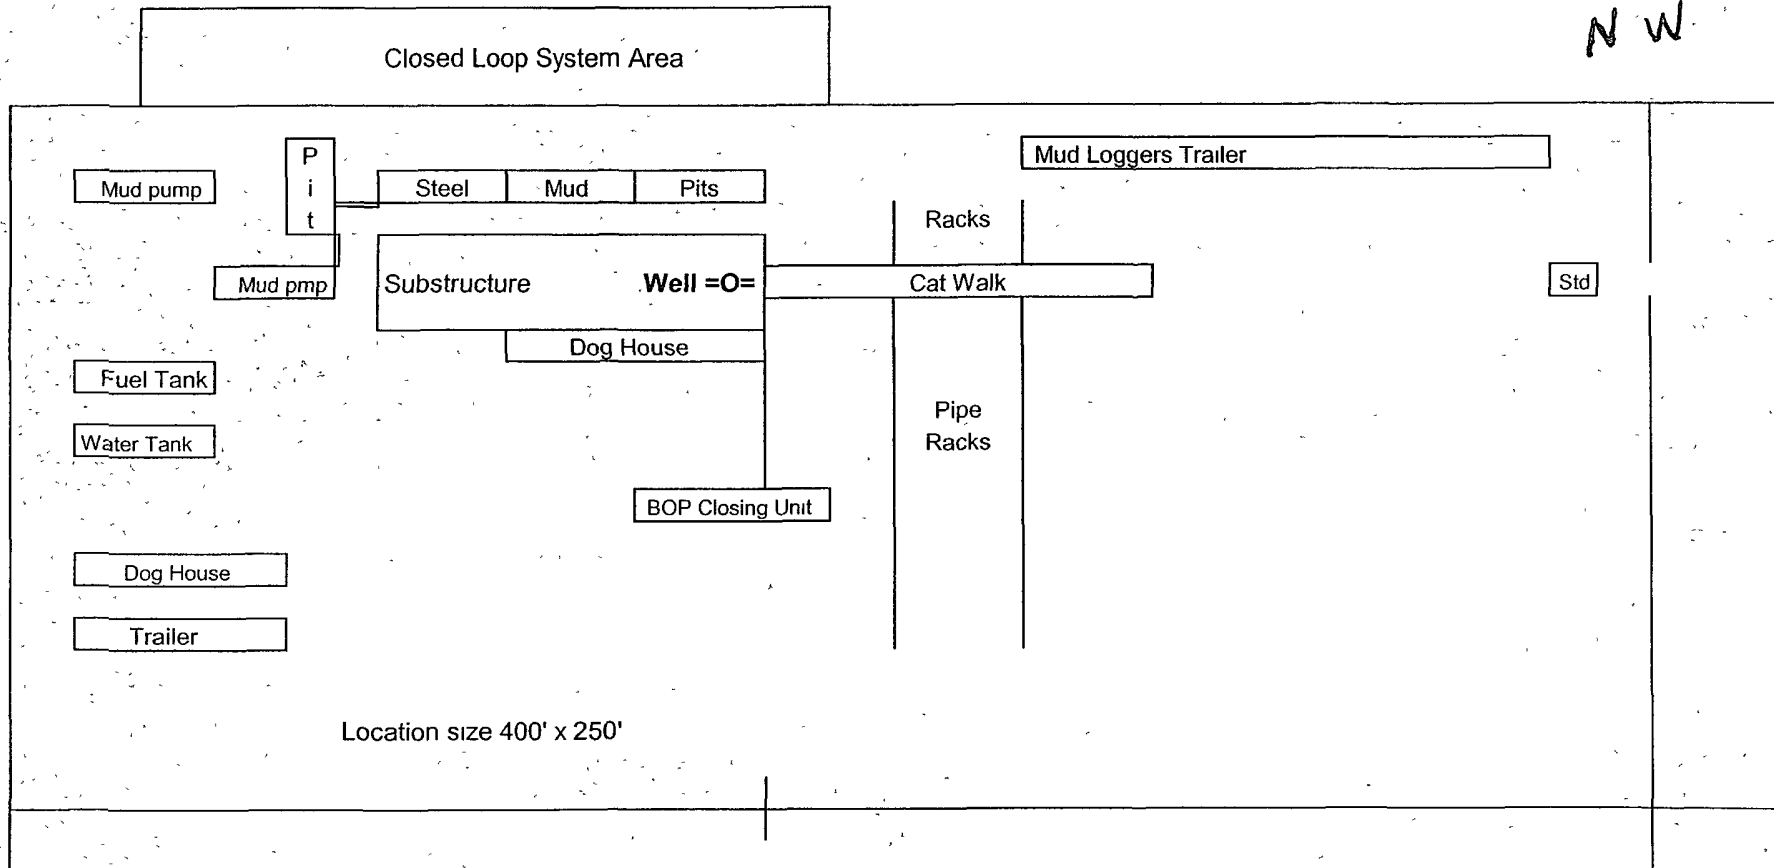 N W
Closed Loop System Area
Mud Loggers Trailer
P
i
t
Mud pump
Steel
Mud
Pits
Racks
Mud pmp
Substructure
Well =O=
Cat Walk
Std
Dog House
Fuel Tank
Pipe
Racks
Water Tank
BOP Closing Unit
Dog House
Trailer
Location size 400' x 250'